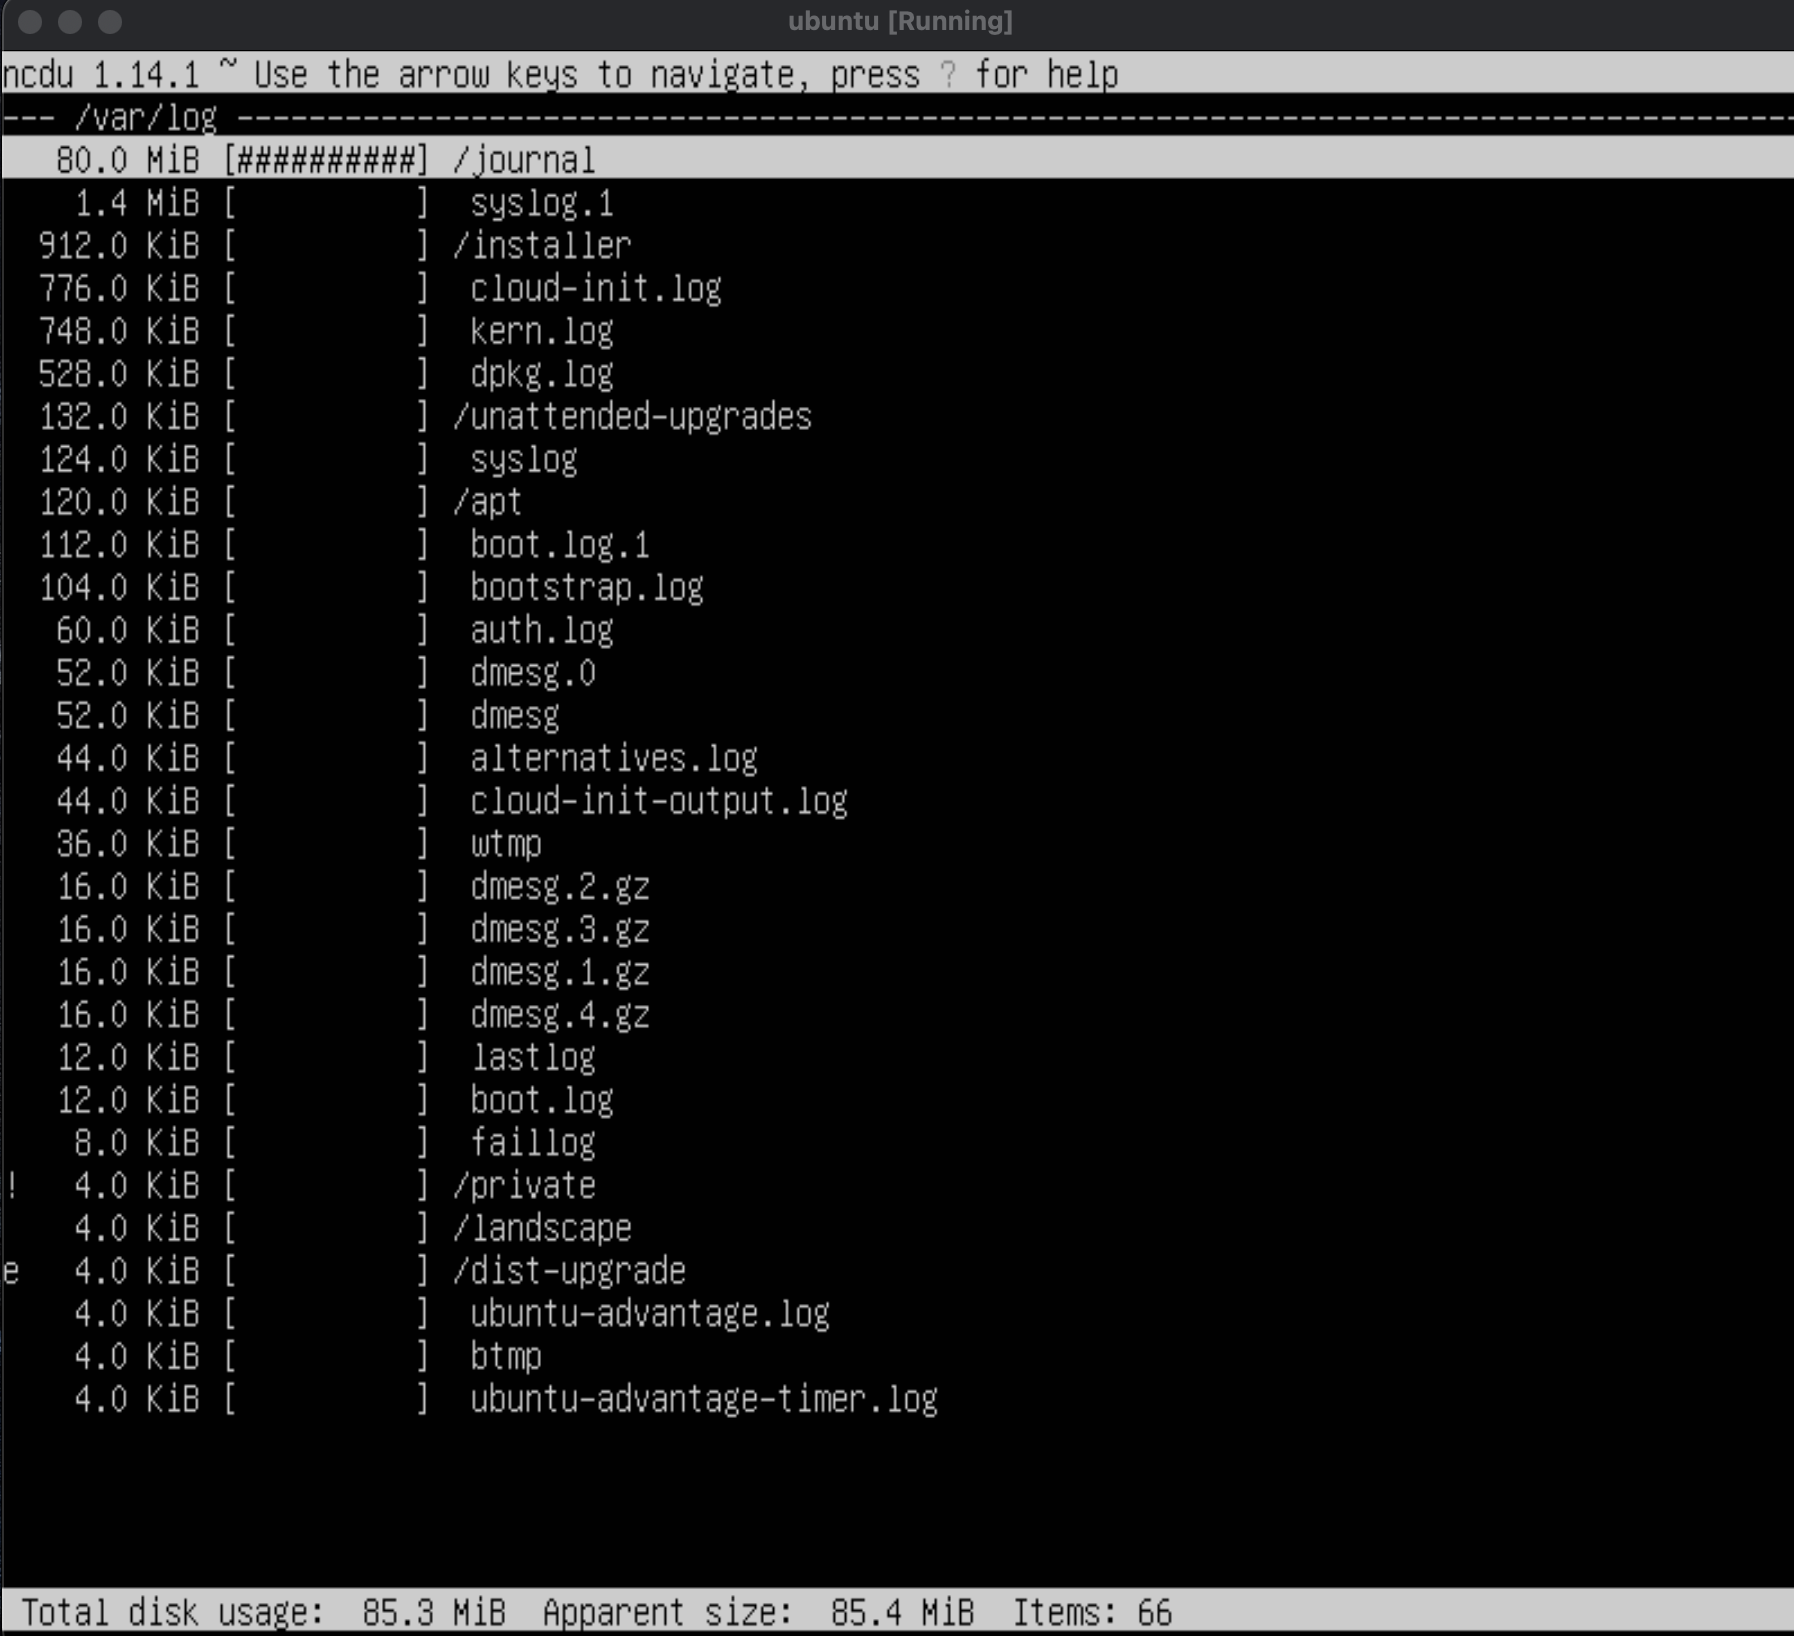 ubuntu [Running]
ncdu 1.14.1 ~ Use the arrow keys to navigate, press ? for help
--- /var/log ---------------------------------------------------------------------------------------
80.0 MiB [##########] /journal
1.4 MiB [          ]  syslog.1
912.0 KiB [          ] /installer
776.0 KiB [          ]  cloud-init.log
748.0 KiB [          ]  kern.log
528.0 KiB [          ]  dpkg.log
132.0 KiB [          ] /unattended-upgrades
124.0 KiB [          ]  syslog
120.0 KiB [          ] /apt
112.0 KiB [          ]  boot.log.1
104.0 KiB [          ]  bootstrap.log
60.0 KiB [          ]  auth.log
52.0 KiB [          ]  dmesg.0
52.0 KiB [          ]  dmesg
44.0 KiB [          ]  alternatives.log
44.0 KiB [          ]  cloud-init-output.log
36.0 KiB [          ]  wtmp
16.0 KiB [          ]  dmesg.2.gz
16.0 KiB [          ]  dmesg.3.gz
16.0 KiB [          ]  dmesg.1.gz
16.0 KiB [          ]  dmesg.4.gz
12.0 KiB [          ]  lastlog
12.0 KiB [          ]  boot.log
8.0 KiB [          ]  faillog
! 4.0 KiB [          ] /private
4.0 KiB [          ] /landscape
e 4.0 KiB [          ] /dist-upgrade
4.0 KiB [          ]  ubuntu-advantage.log
4.0 KiB [          ]  btmp
4.0 KiB [          ]  ubuntu-advantage-timer.log
Total disk usage:  85.3 MiB  Apparent size:  85.4 MiB  Items: 66